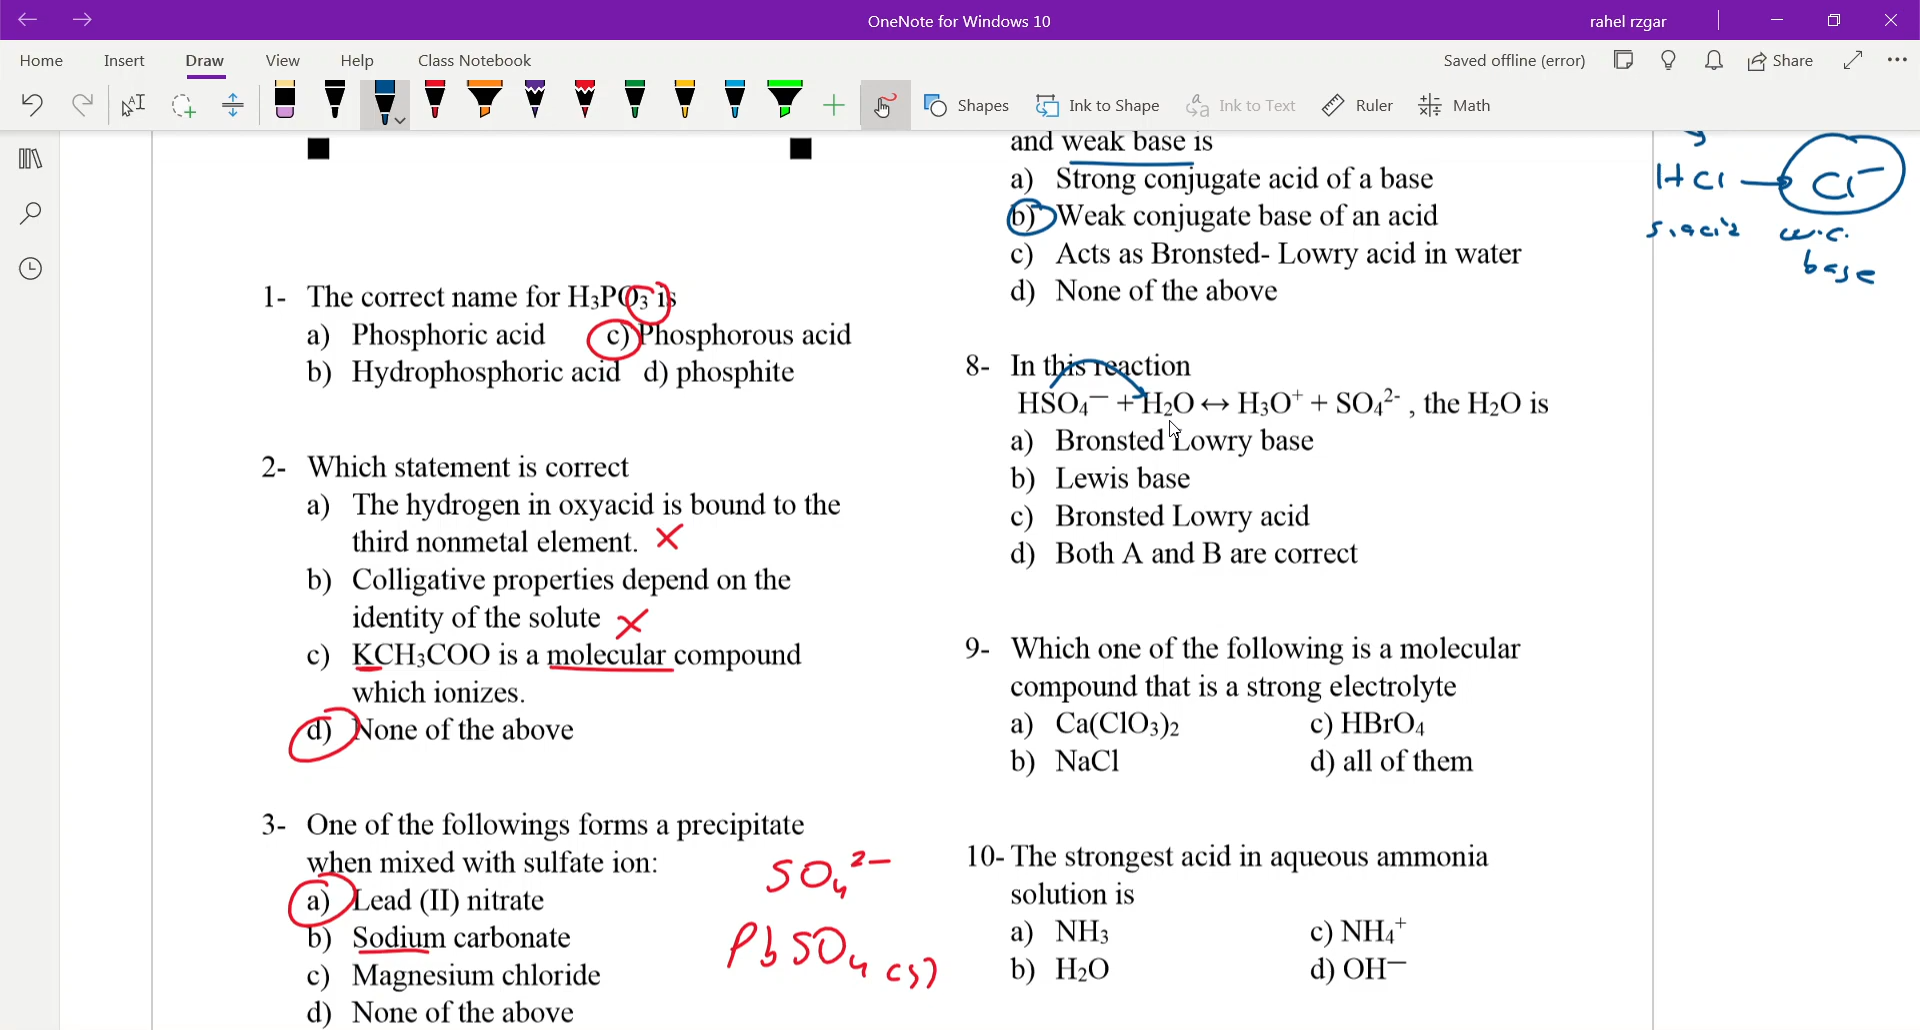 OneNote for Windows 10
rahel rzgar
Home Insert Draw View Help Class Notebook
Saved offline (error) Share
Shapes Ink to Shape Ink to Text Ruler Math
1- The correct name for H₃PO₃ is
a) Phosphoric acid c) Phosphorous acid
b) Hydrophosphoric acid d) phosphite
2- Which statement is correct
a) The hydrogen in oxyacid is bound to the
third nonmetal element. ×
b) Colligative properties depend on the
identity of the solute ×
c) KCH₃COO is a molecular compound
which ionizes.
d) None of the above
3- One of the followings forms a precipitate
when mixed with sulfate ion:
a) Lead (II) nitrate
b) Sodium carbonate
c) Magnesium chloride
d) None of the above
SO₄²⁻
PbSO₄(s)
and weak base is
a) Strong conjugate acid of a base
b) Weak conjugate base of an acid
c) Acts as Bronsted- Lowry acid in water
d) None of the above
8- In this reaction
HSO₄⁻ + H₂O ↔ H₃O⁺ + SO₄²⁻ , the H₂O is
a) Bronsted Lowry base
b) Lewis base
c) Bronsted Lowry acid
d) Both A and B are correct
9- Which one of the following is a molecular
compound that is a strong electrolyte
a) Ca(ClO₃)₂ c) HBrO₄
b) NaCl d) all of them
10- The strongest acid in aqueous ammonia
solution is
a) NH₃ c) NH₄⁺
b) H₂O d) OH⁻
HCl → Cl⁻
s.acid w.c.
base